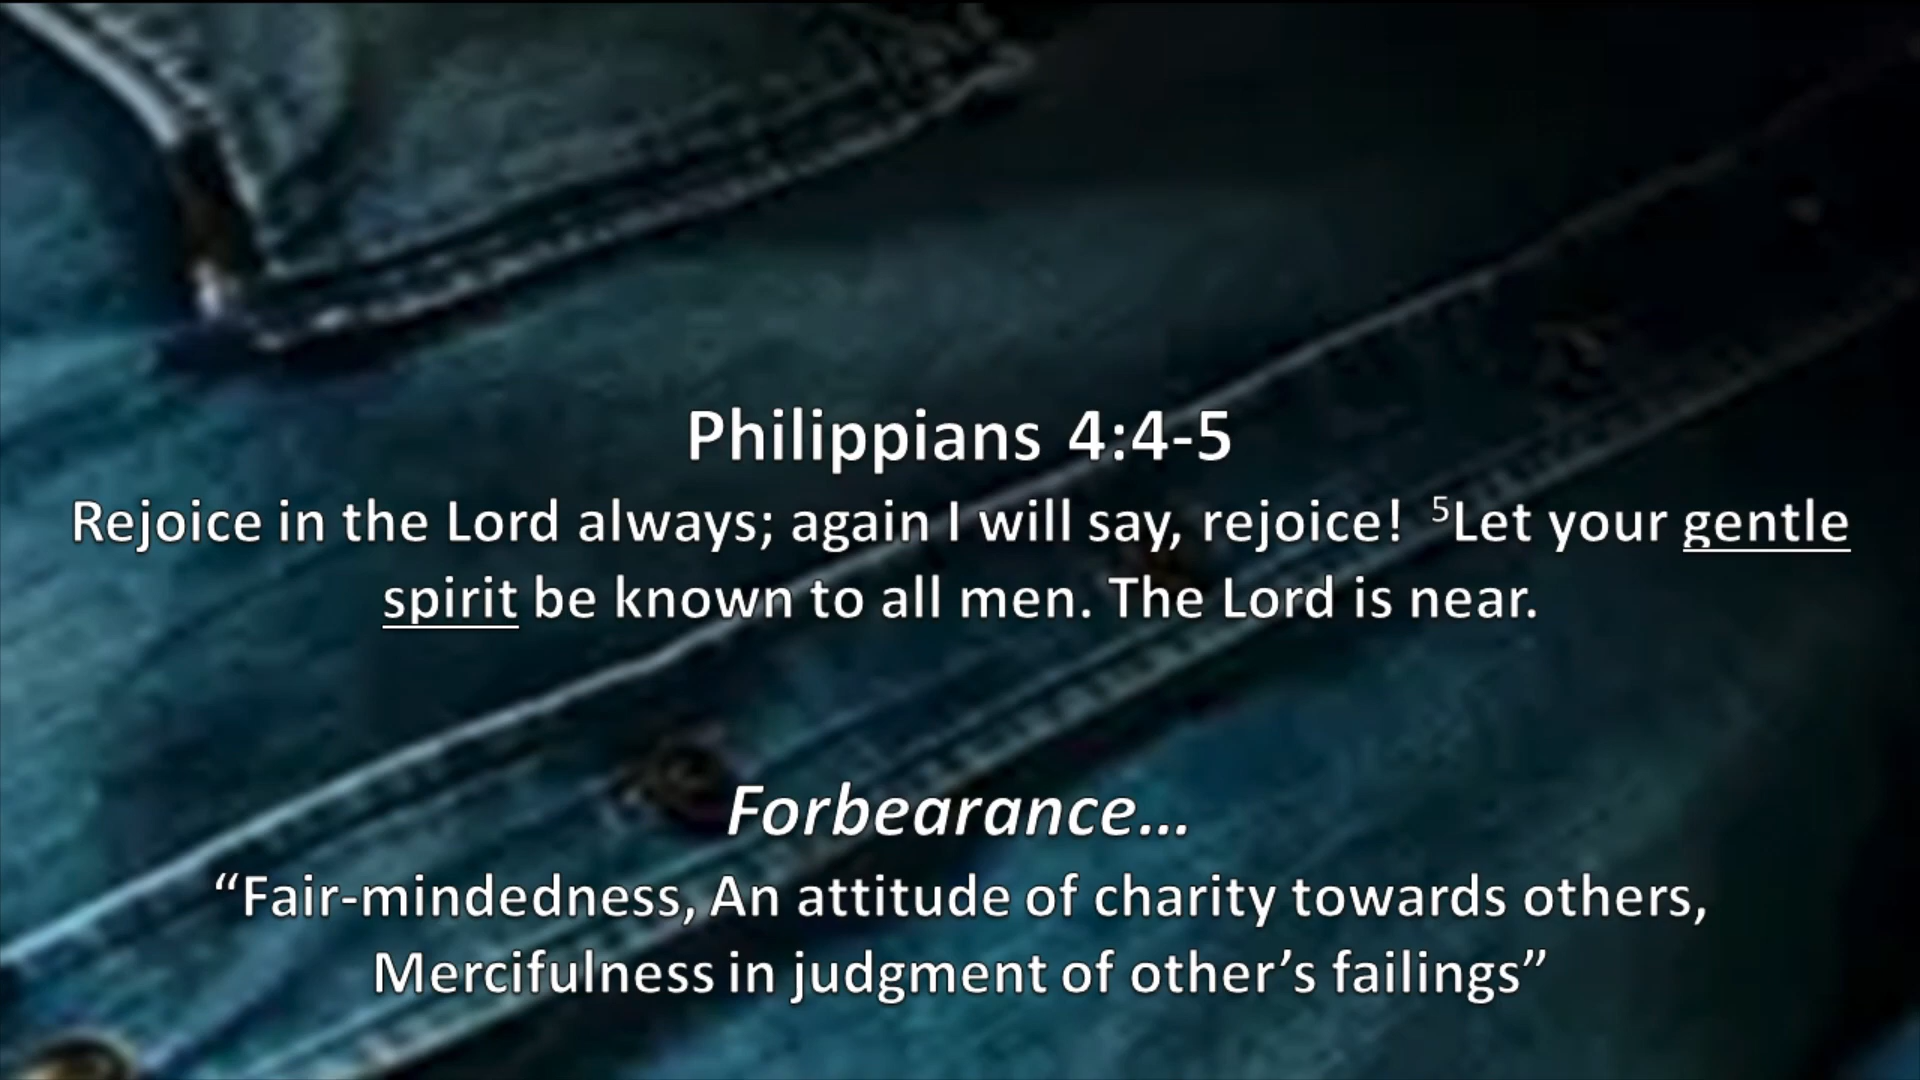 Philippians 4:4-5
Rejoice in the Lord always; again I will say, rejoice! ⁵Let your gentle
spirit be known to all men. The Lord is near.
Forbearance...
“Fair-mindedness, An attitude of charity towards others,
Mercifulness in judgment of other’s failings”